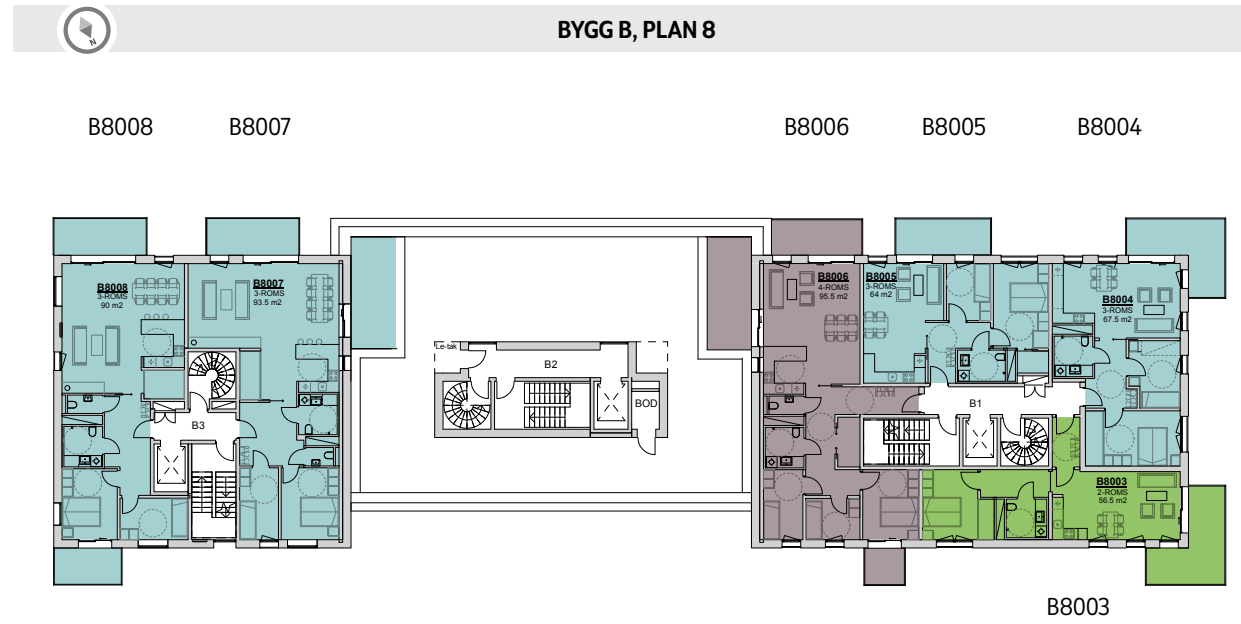 BYGG B, PLAN 8
N
B8008
B8007
B8006
B8005
B8004
B8008
3-ROMS
90 m2
B8007
3-ROMS
93.5 m2
B8006
4-ROMS
95.5 m2
B8005
3-ROMS
64 m2
B8004
3-ROMS
67.5 m2
Le-tak
B2
BOD
B3
B1
B8003
2-ROMS
56.5 m2
B8003